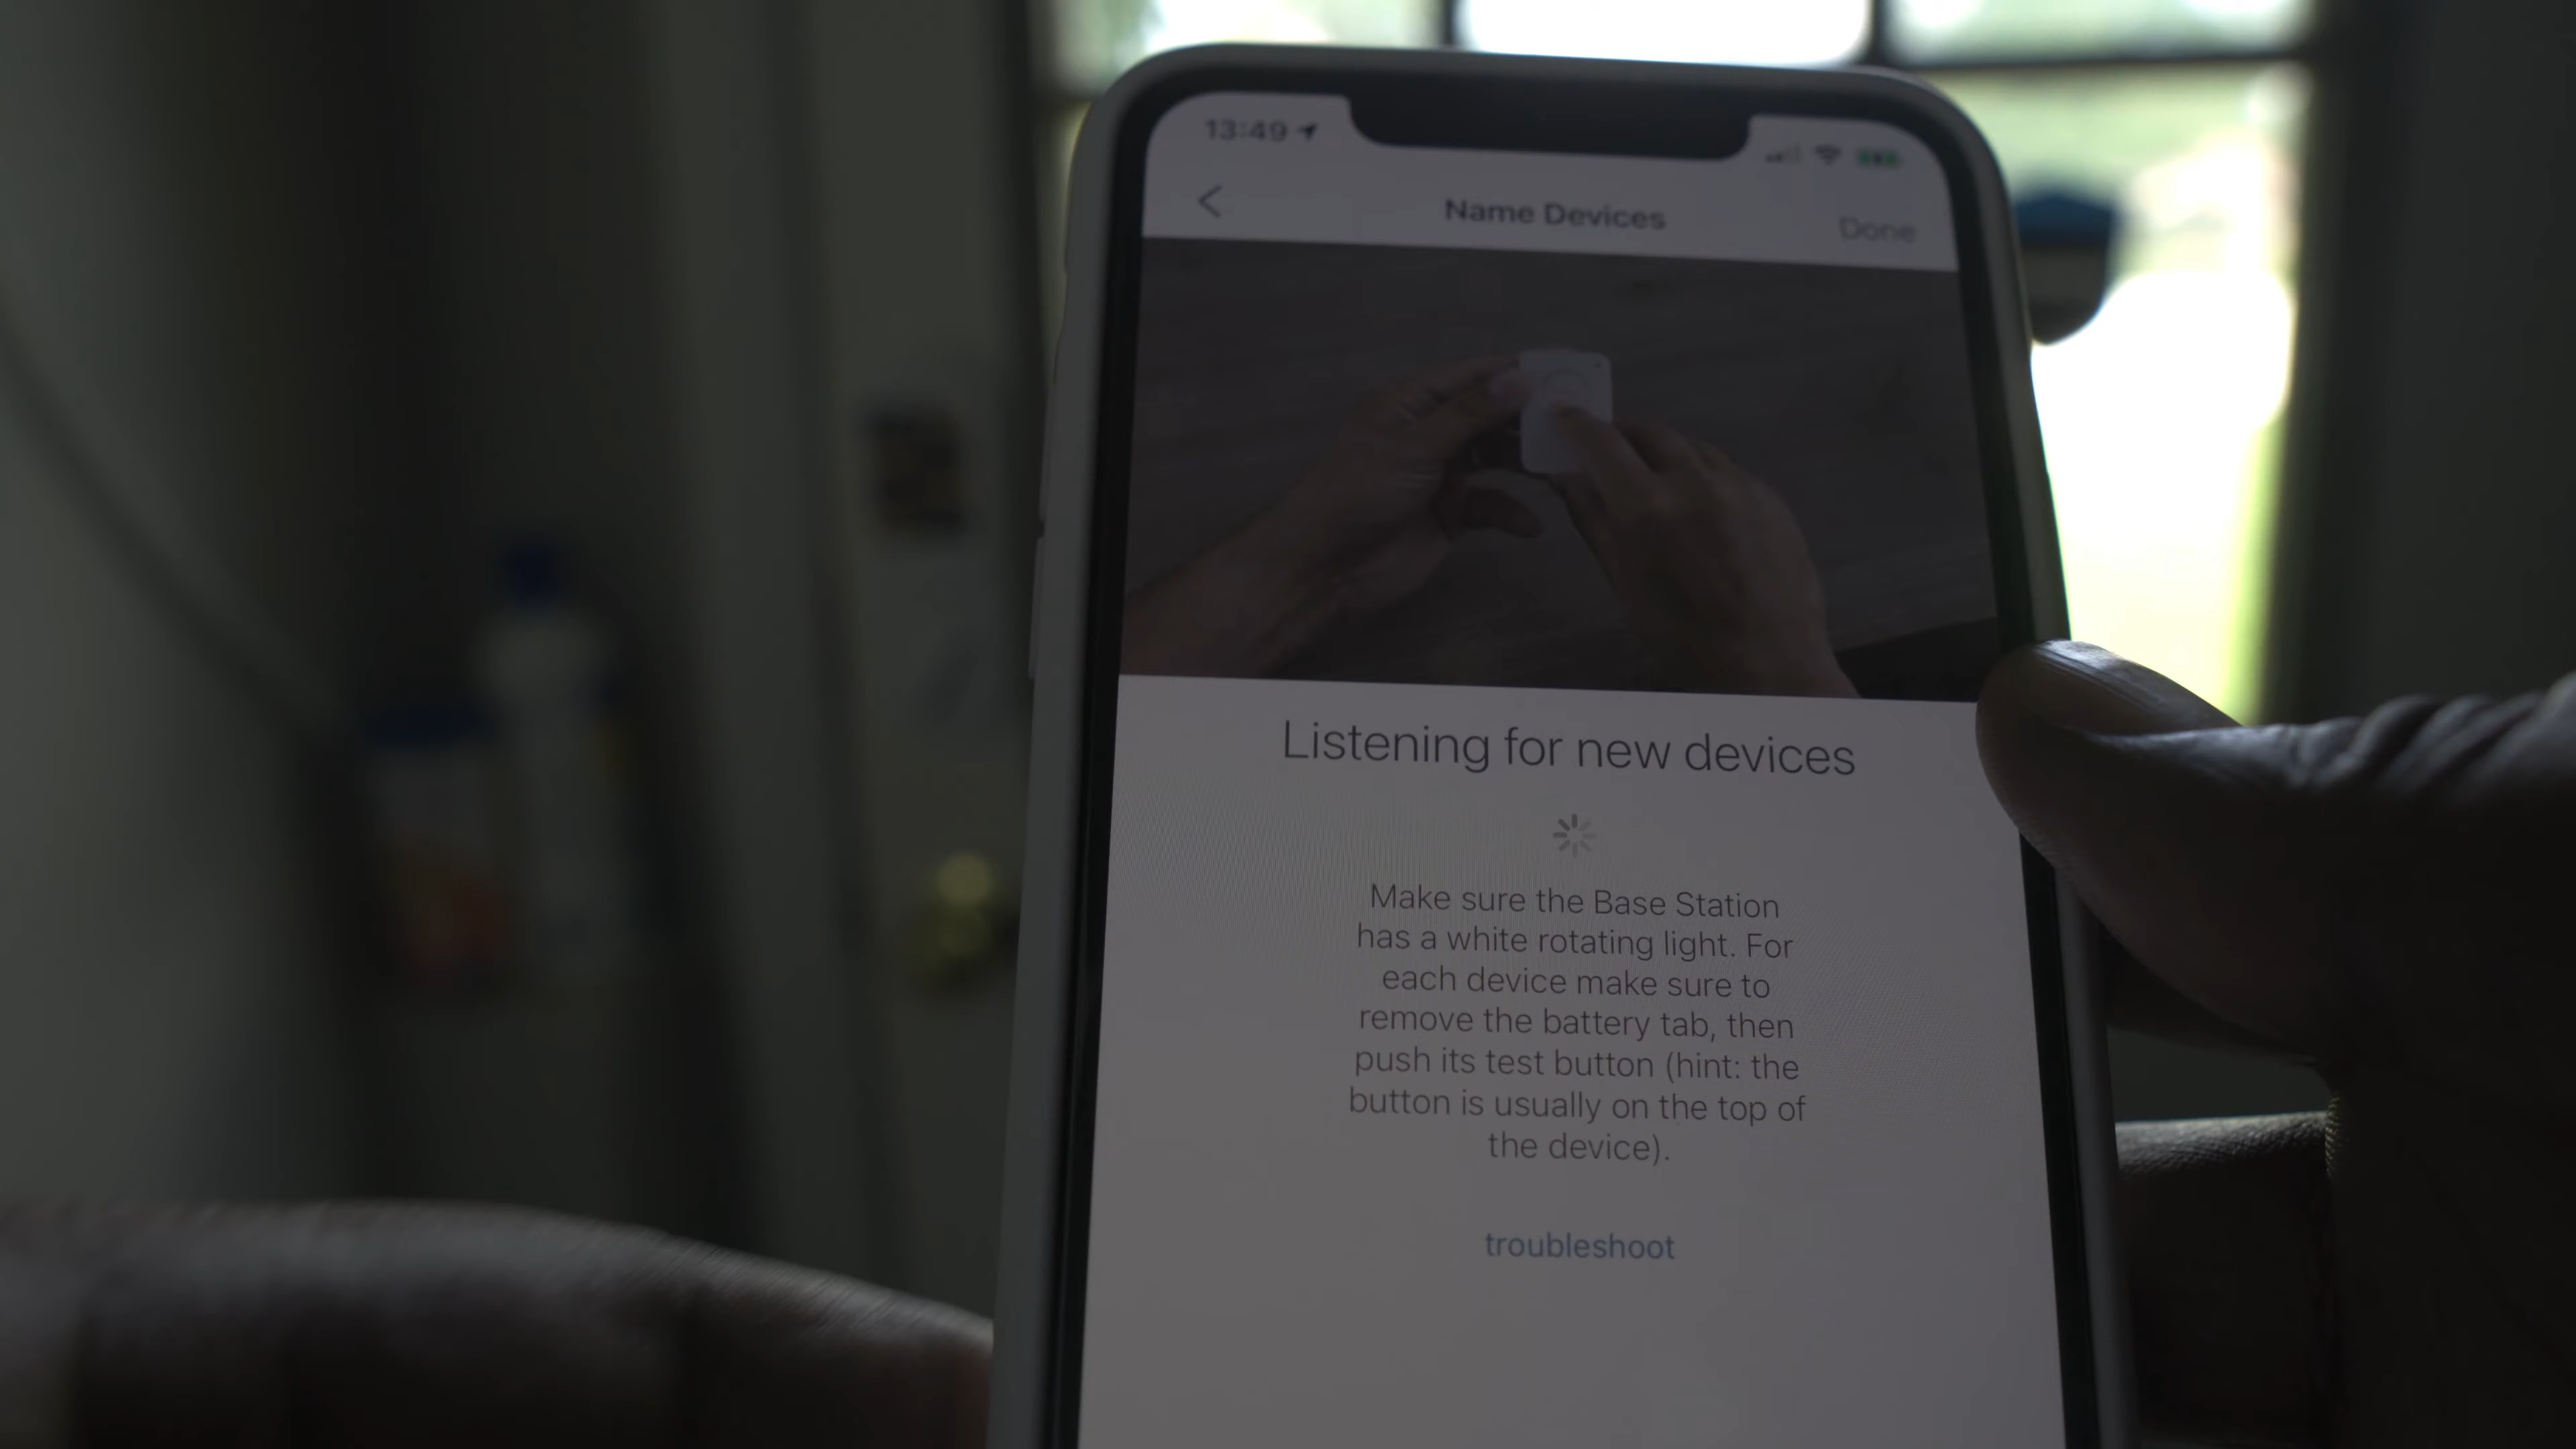 13:49
Name Devices
Done
Listening for new devices
Make sure the Base Station
has a white rotating light. For
each device make sure to
remove the battery tab, then
push its test button (hint: the
button is usually on the top of
the device).
troubleshoot